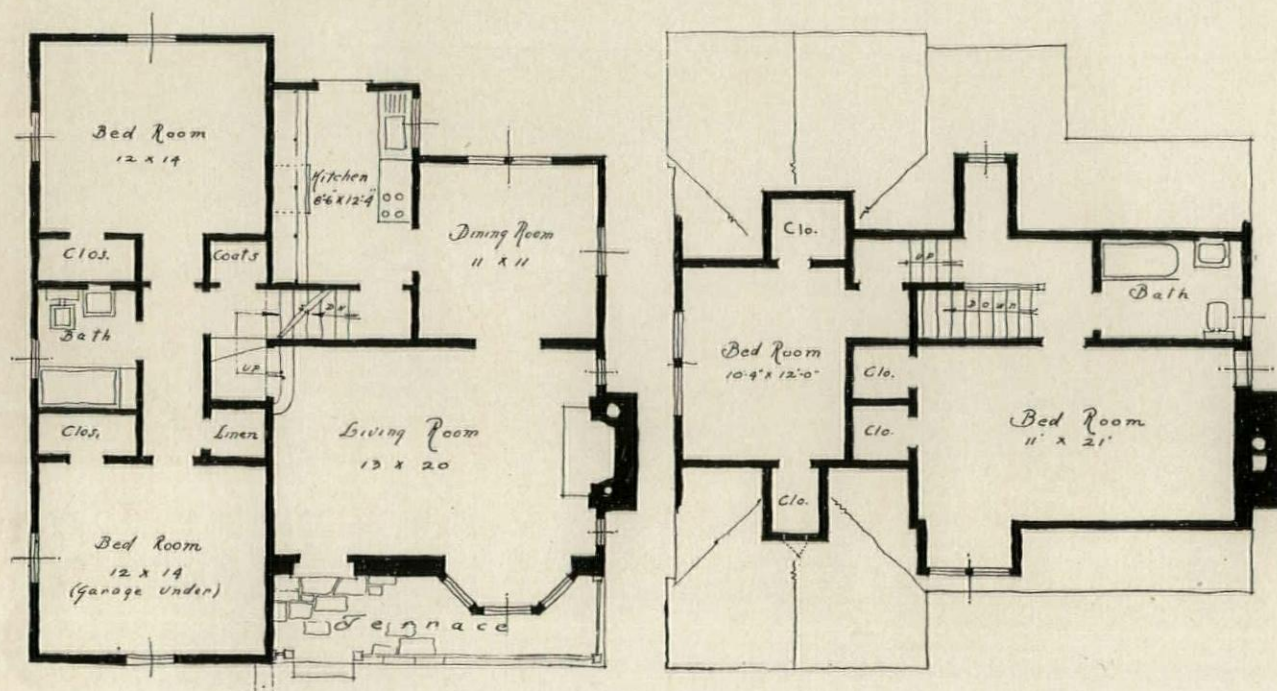 Bed Room
12 x 14
Clos.
Coats
Kitchen
8'-6" x 12'-4"
Dining Room
11 x 11
Bath
DN
UP
Clos.
Linen
Living Room
13 x 20
Bed Room
12 x 14
(Garage under)
Terrace
Clo.
UP
Down
Bath
Bed Room
10'-4" x 12'-0"
Clo.
Clo.
Bed Room
11' x 21'
Clo.